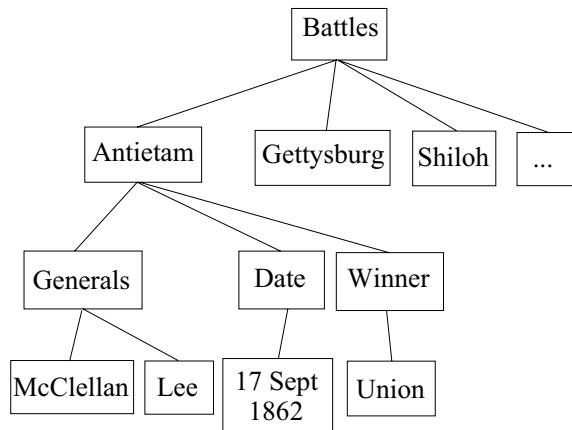 Battles
Antietam
Gettysburg
Shiloh
...
Generals
Date
Winner
McClellan
Lee
17 Sept
1862
Union